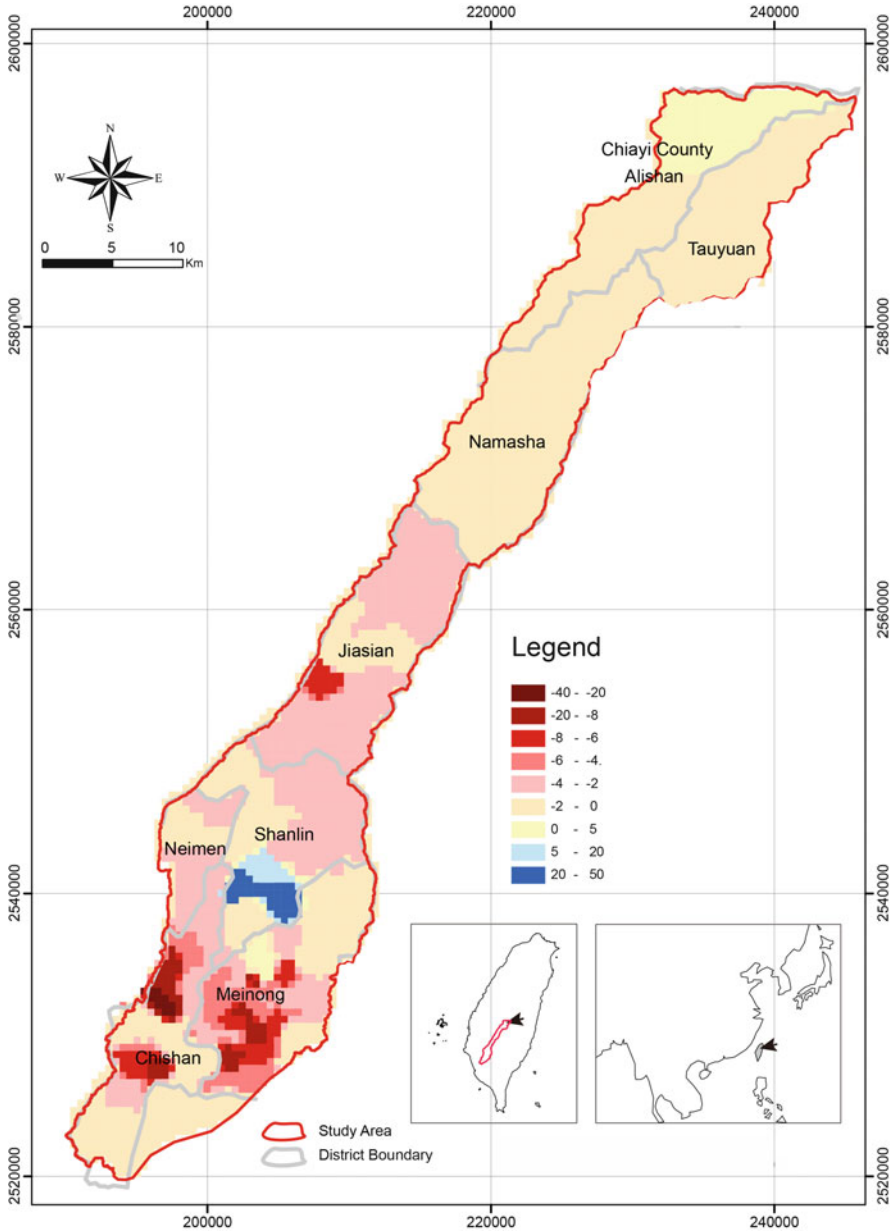 200000 220000 240000
2600000 2600000
N
W E
S
0 5 10
Km
Chiayi County
Alishan
Tauyuan
2580000 2580000
Namasha
2560000 2560000
Jiasian
Legend
-40 - -20
-20 - -8
-8 - -6
-6 - -4.
-4 - -2
-2 - 0
0 - 5
5 - 20
20 - 50
Shanlin
Neimen
2540000 2540000
Meinong
Chishan
Study Area
District Boundary
2520000 2520000
200000 220000 240000